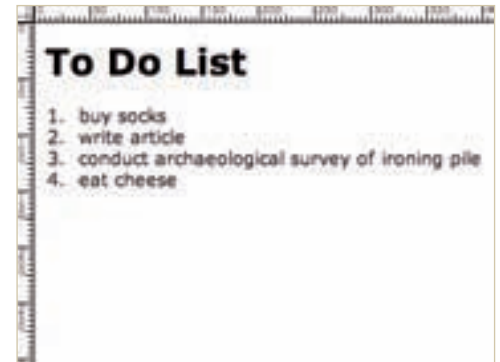 To Do List
1. buy socks
2. write article
3. conduct archaeological survey of ironing pile
4. eat cheese